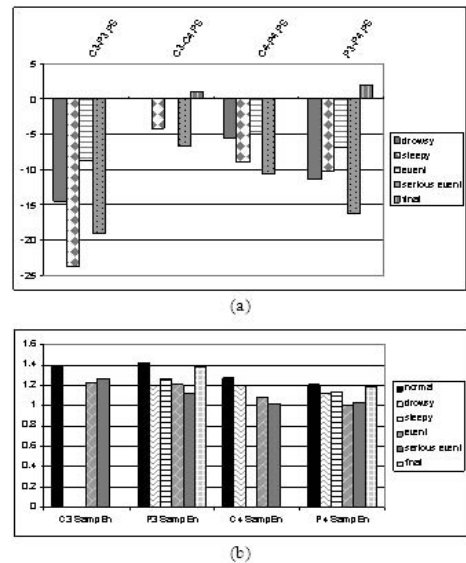 C3-P3 PS
C3-C4 PS
C4-P4 PS
P3-P4 PS
5
0
-5
-10
-15
-20
-25
drowsy
sleepy
event
serious event
final
(a)
1.6
1.4
1.2
1
0.8
0.6
0.4
0.2
0
C3 SampEn
P3 SampEn
C4 SampEn
P4 SampEn
normal
drowsy
sleepy
event
serious event
final
(b)